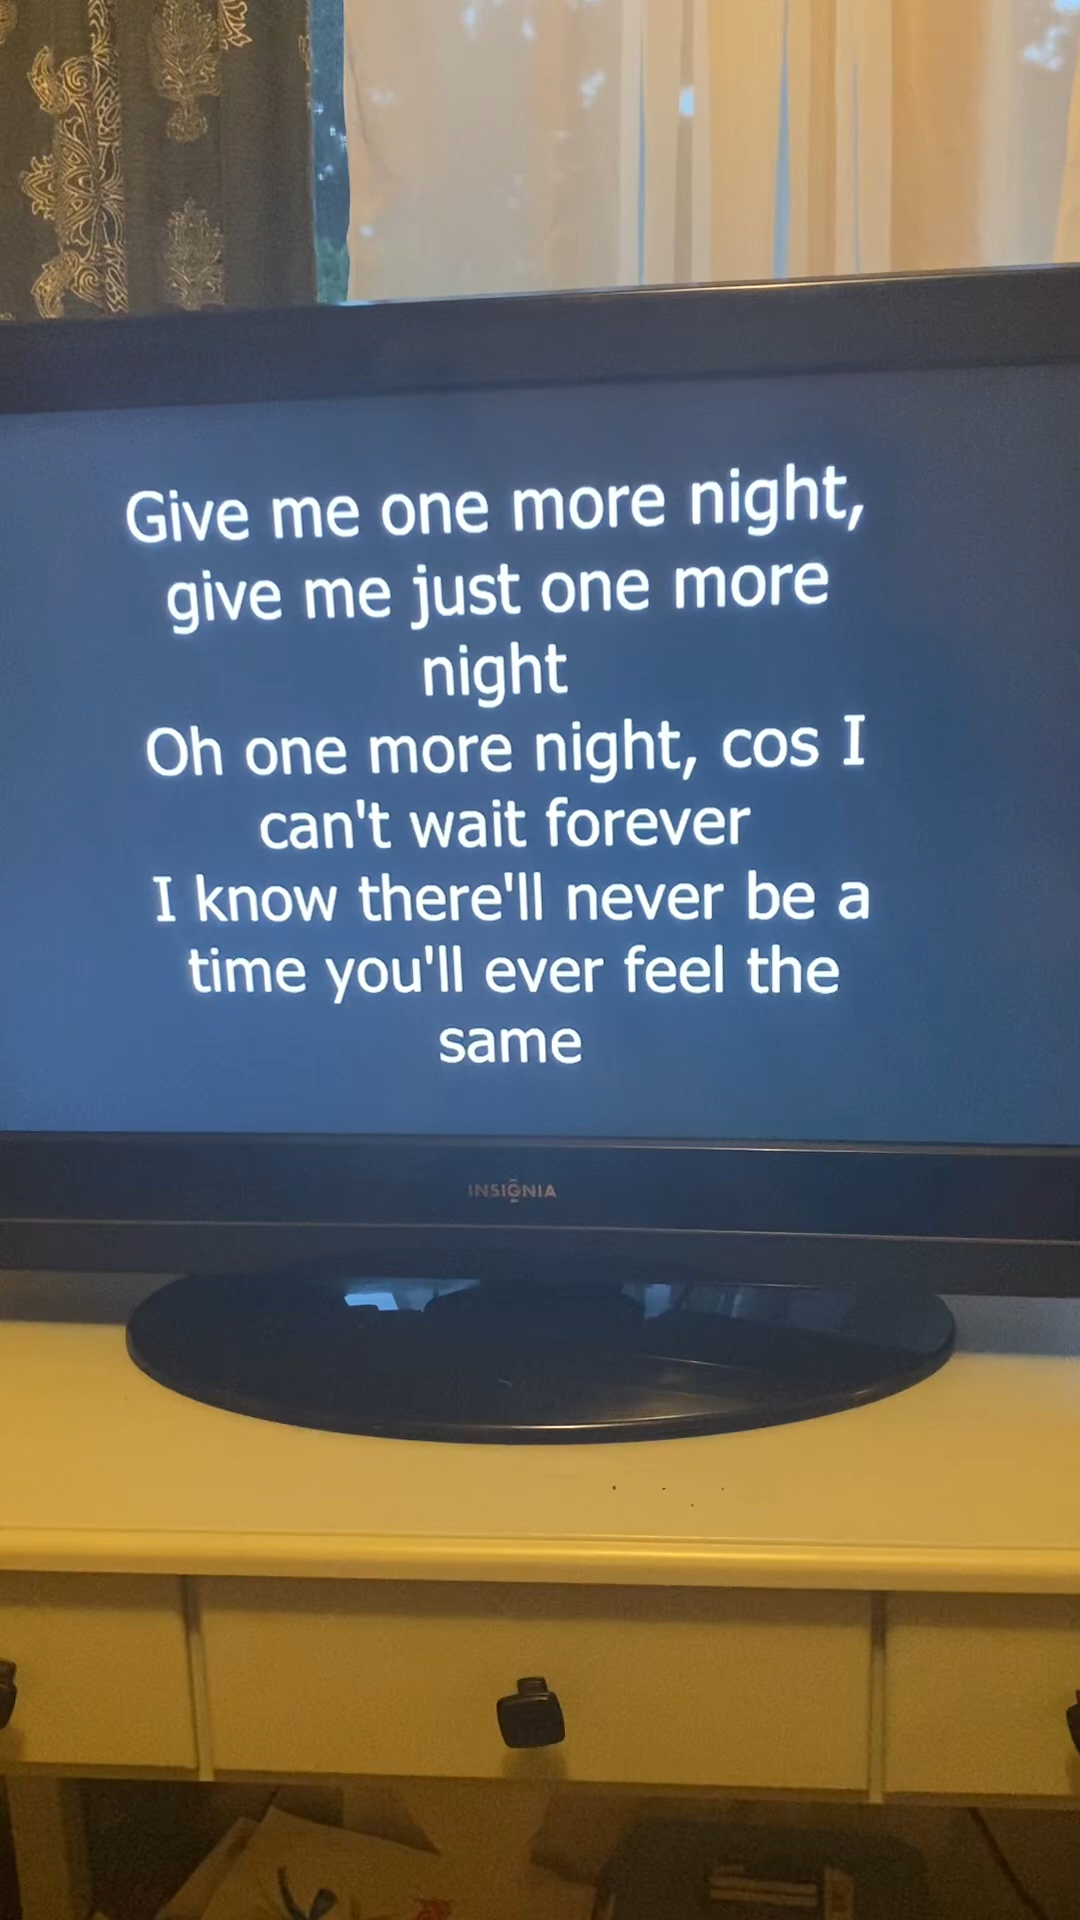 Give me one more night,
give me just one more
night
Oh one more night, cos I
can't wait forever
I know there'll never be a
time you'll ever feel the
same
INSIGNIA